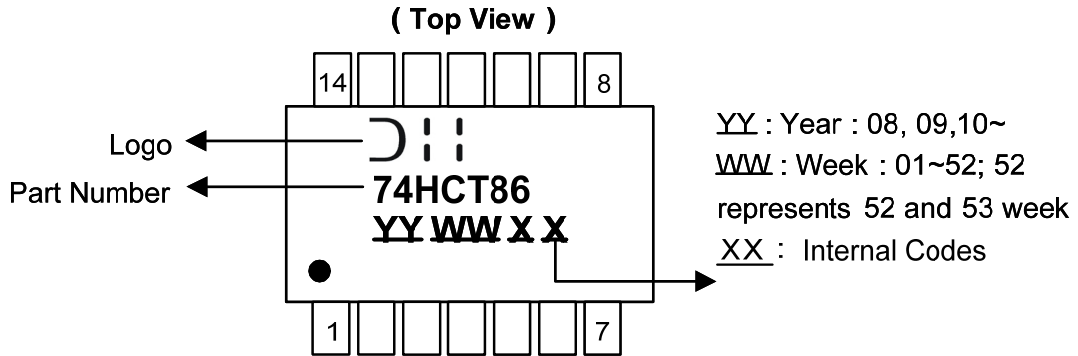 ( Top View )
14 8
Logo
Part Number
74HCT86
YY WW X X
1 7
YY : Year : 08, 09,10~
WW : Week : 01~52; 52
represents 52 and 53 week
XX : Internal Codes